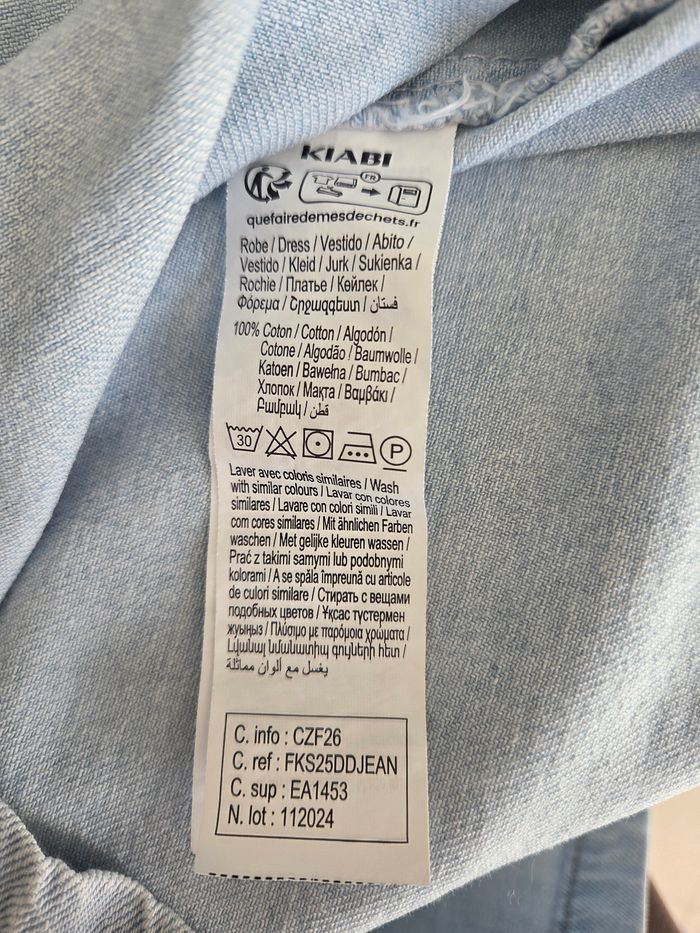 KIABI
FR
quefairedemesdechets.fr
Robe / Dress / Vestido / Abito /
Vestido / Kleid / Jurk / Sukienka /
Rochie / Платье / Көйлек /
Φόρεμα / Շրջազգեստ / فستان
100% Coton / Cotton / Algodón /
Cotone / Algodão / Baumwolle /
Katoen / Bawełna / Bumbac /
Хлопок / Мақта / Βαμβάκι /
Բամբակ / قطن
30 P
Laver avec coloris similaires / Wash
with similar colours / Lavar con colores
similares / Lavare con colori simili / Lavar
com cores similares / Mit ähnlichen Farben
waschen / Met gelijke kleuren wassen /
Prać z takimi samymi lub podobnymi
kolorami / A se spăla împreună cu articole
de culori similare / Стирать с вещами
подобных цветов / Ұқсас түстермен
жуыңыз / Πλύσιμο με παρόμοια χρώματα /
Լվանալ նմանատիպ գույների հետ /
يغسل مع ألوان مماثلة
C. info : CZF26
C. ref : FKS25DDJEAN
C. sup : EA1453
N. lot : 112024